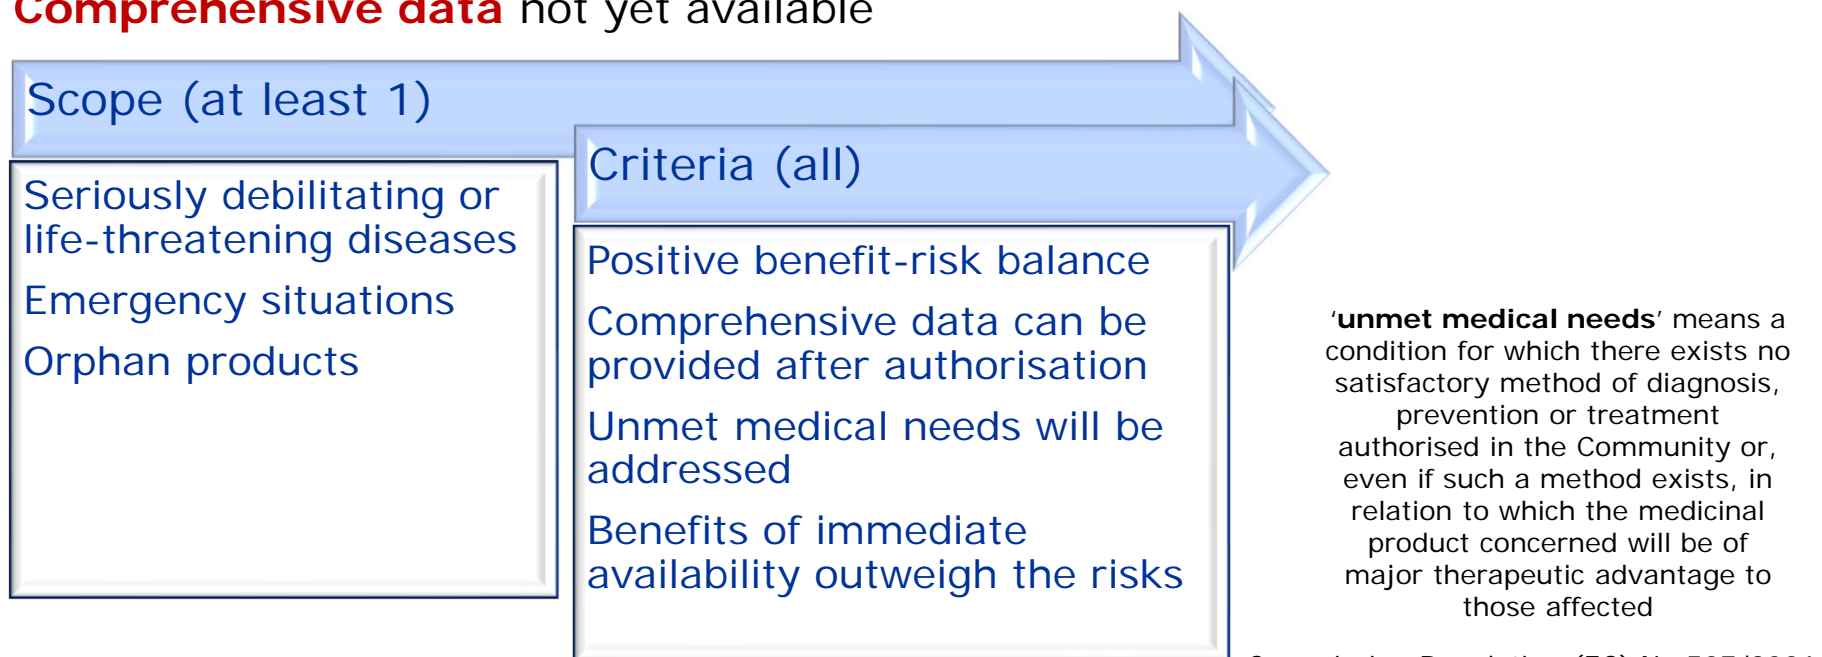 Comprehensive data not yet available
Scope (at least 1)
Seriously debilitating or
life-threatening diseases
Emergency situations
Orphan products
Criteria (all)
Positive benefit-risk balance
Comprehensive data can be
provided after authorisation
Unmet medical needs will be
addressed
Benefits of immediate
availability outweigh the risks
‘unmet medical needs’ means a
condition for which there exists no
satisfactory method of diagnosis,
prevention or treatment
authorised in the Community or,
even if such a method exists, in
relation to which the medicinal
product concerned will be of
major therapeutic advantage to
those affected